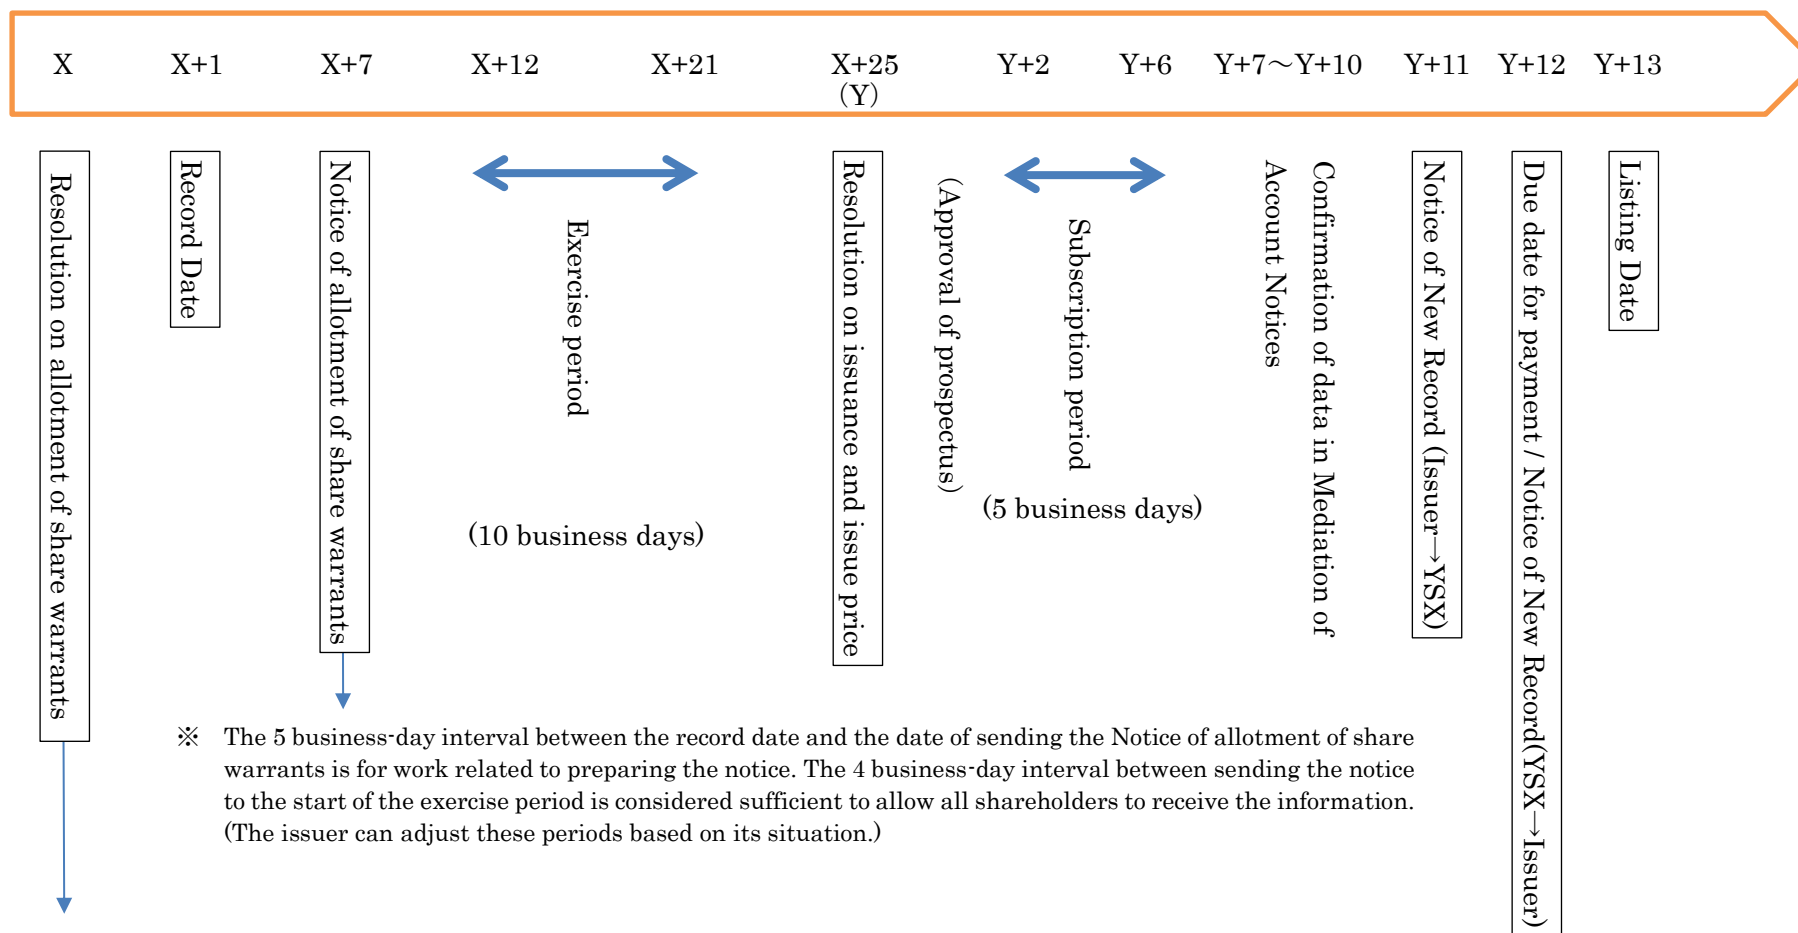 X X+1 X+7 X+12 X+21 X+25 Y+2 Y+6 Y+7～Y+10 Y+11 Y+12 Y+13
(Y)
Resolution on allotment of share warrants
Record Date
Notice of allotment of share warrants
Exercise period
(10 business days)
Resolution on issuance and issue price
(Approval of prospectus)
Subscription period
(5 business days)
Confirmation of data in Mediation of
Account Notices
Notice of New Record (Issuer→YSX)
Due date for payment / Notice of New Record(YSX→Issuer)
Listing Date
※ The 5 business-day interval between the record date and the date of sending the Notice of allotment of share
warrants is for work related to preparing the notice. The 4 business-day interval between sending the notice
to the start of the exercise period is considered sufficient to allow all shareholders to receive the information.
(The issuer can adjust these periods based on its situation.)